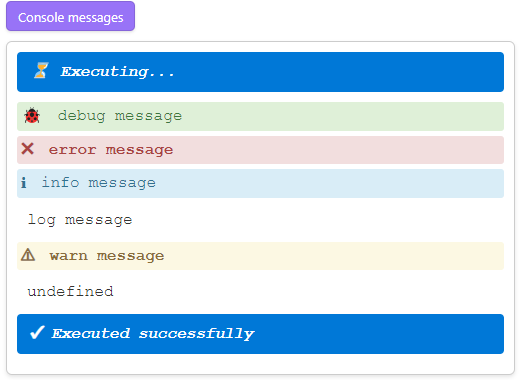 Console messages
⏳ Executing...
🐞 debug message
✕ error message
ℹ info message
log message
⚠ warn message
undefined
✔ Executed successfully